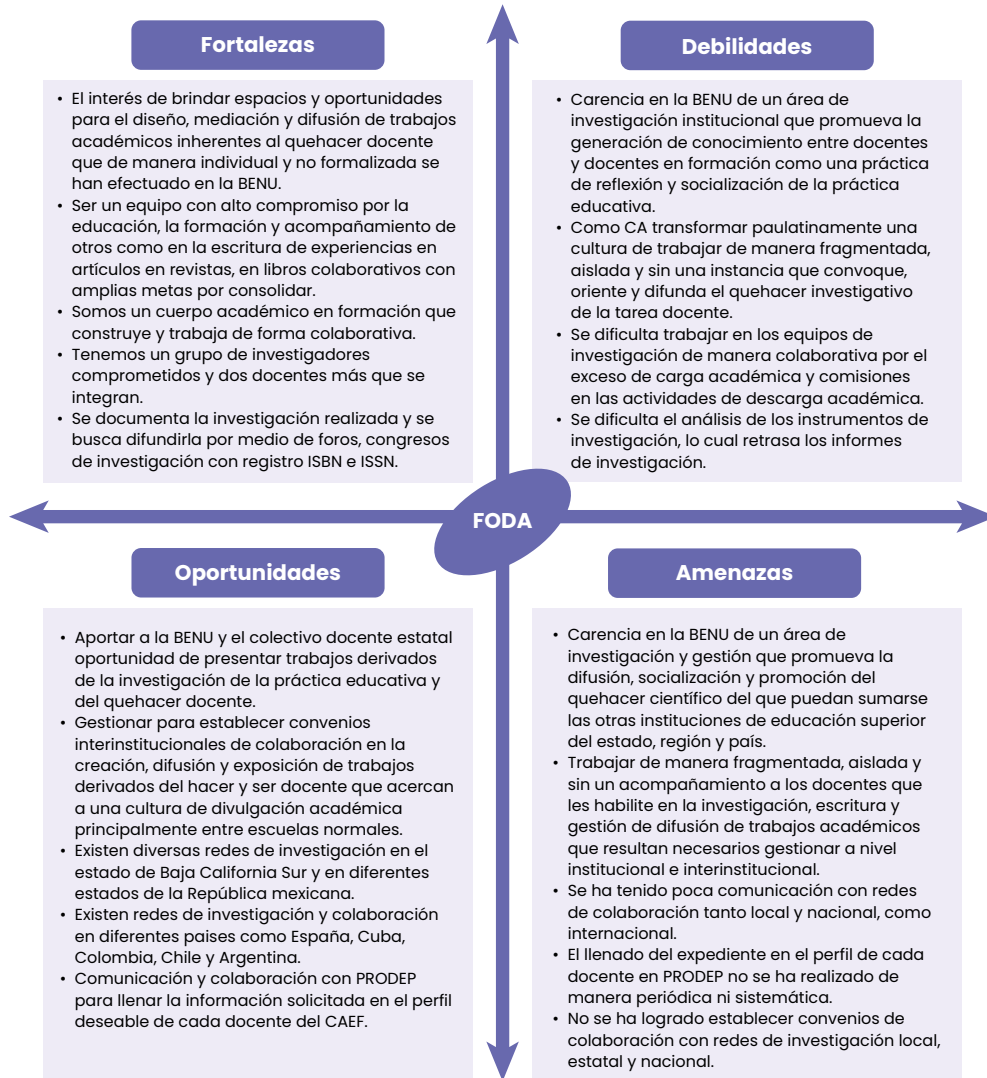 Fortalezas
• El interés de brindar espacios y oportunidades
para el diseño, mediación y difusión de trabajos
académicos inherentes al quehacer docente
que de manera individual y no formalizada se
han efectuado en la BENU.
• Ser un equipo con alto compromiso por la
educación, la formación y acompañamiento de
otros como en la escritura de experiencias en
artículos en revistas, en libros colaborativos con
amplias metas por consolidar.
• Somos un cuerpo académico en formación que
construye y trabaja de forma colaborativa.
• Tenemos un grupo de investigadores
comprometidos y dos docentes más que se
integran.
• Se documenta la investigación realizada y se
busca difundirla por medio de foros, congresos
de investigación con registro ISBN e ISSN.
Debilidades
• Carencia en la BENU de un área de
investigación institucional que promueva la
generación de conocimiento entre docentes
y docentes en formación como una práctica
de reflexión y socialización de la práctica
educativa.
• Como CA transformar paulatinamente una
cultura de trabajar de manera fragmentada,
aislada y sin una instancia que convoque,
oriente y difunda el quehacer investigativo
de la tarea docente.
• Se dificulta trabajar en los equipos de
investigación de manera colaborativa por el
exceso de carga académica y comisiones
en las actividades de descarga académica.
• Se dificulta el análisis de los instrumentos de
investigación, lo cual retrasa los informes
de investigación.
FODA
Oportunidades
• Aportar a la BENU y el colectivo docente estatal
oportunidad de presentar trabajos derivados
de la investigación de la práctica educativa y
del quehacer docente.
• Gestionar para establecer convenios
interinstitucionales de colaboración en la
creación, difusión y exposición de trabajos
derivados del hacer y ser docente que acercan
a una cultura de divulgación académica
principalmente entre escuelas normales.
• Existen diversas redes de investigación en el
estado de Baja California Sur y en diferentes
estados de la República mexicana.
• Existen redes de investigación y colaboración
en diferentes paises como España, Cuba,
Colombia, Chile y Argentina.
• Comunicación y colaboración con PRODEP
para llenar la información solicitada en el perfil
deseable de cada docente del CAEF.
Amenazas
• Carencia en la BENU de un área de
investigación y gestión que promueva la
difusión, socialización y promoción del
quehacer científico del que puedan sumarse
las otras instituciones de educación superior
del estado, región y país.
• Trabajar de manera fragmentada, aislada y
sin un acompañamiento a los docentes que
les habilite en la investigación, escritura y
gestión de difusión de trabajos académicos
que resultan necesarios gestionar a nivel
institucional e interinstitucional.
• Se ha tenido poca comunicación con redes
de colaboración tanto local y nacional, como
internacional.
• El llenado del expediente en el perfil de cada
docente en PRODEP no se ha realizado de
manera periódica ni sistemática.
• No se ha logrado establecer convenios de
colaboración con redes de investigación local,
estatal y nacional.